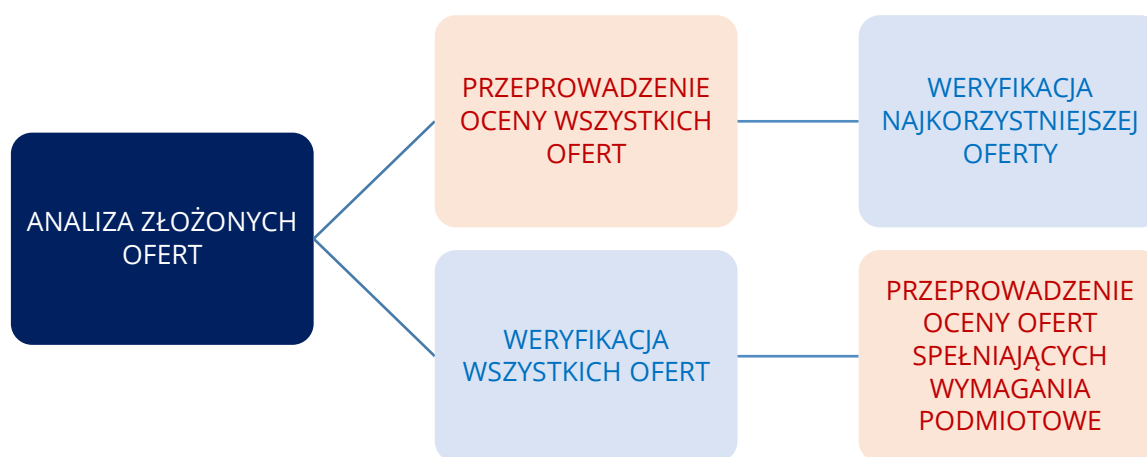 ANALIZA ZŁOŻONYCH
OFERT
PRZEPROWADZENIE
OCENY WSZYSTKICH
OFERT
WERYFIKACJA
NAJKORZYSTNIEJSZEJ
OFERTY
WERYFIKACJA
WSZYSTKICH OFERT
PRZEPROWADZENIE
OCENY OFERT
SPEŁNIAJĄCYCH
WYMAGANIA
PODMIOTOWE